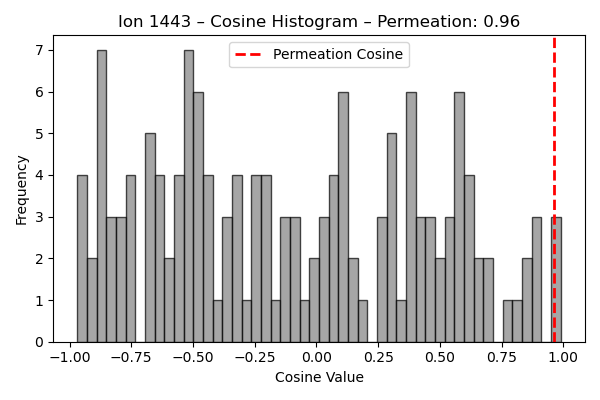 Ion 1443 – Cosine Histogram – Permeation: 0.96
Permeation Cosine
Frequency
7
6
5
4
3
2
1
0
−1.00 −0.75 −0.50 −0.25 0.00 0.25 0.50 0.75 1.00
Cosine Value